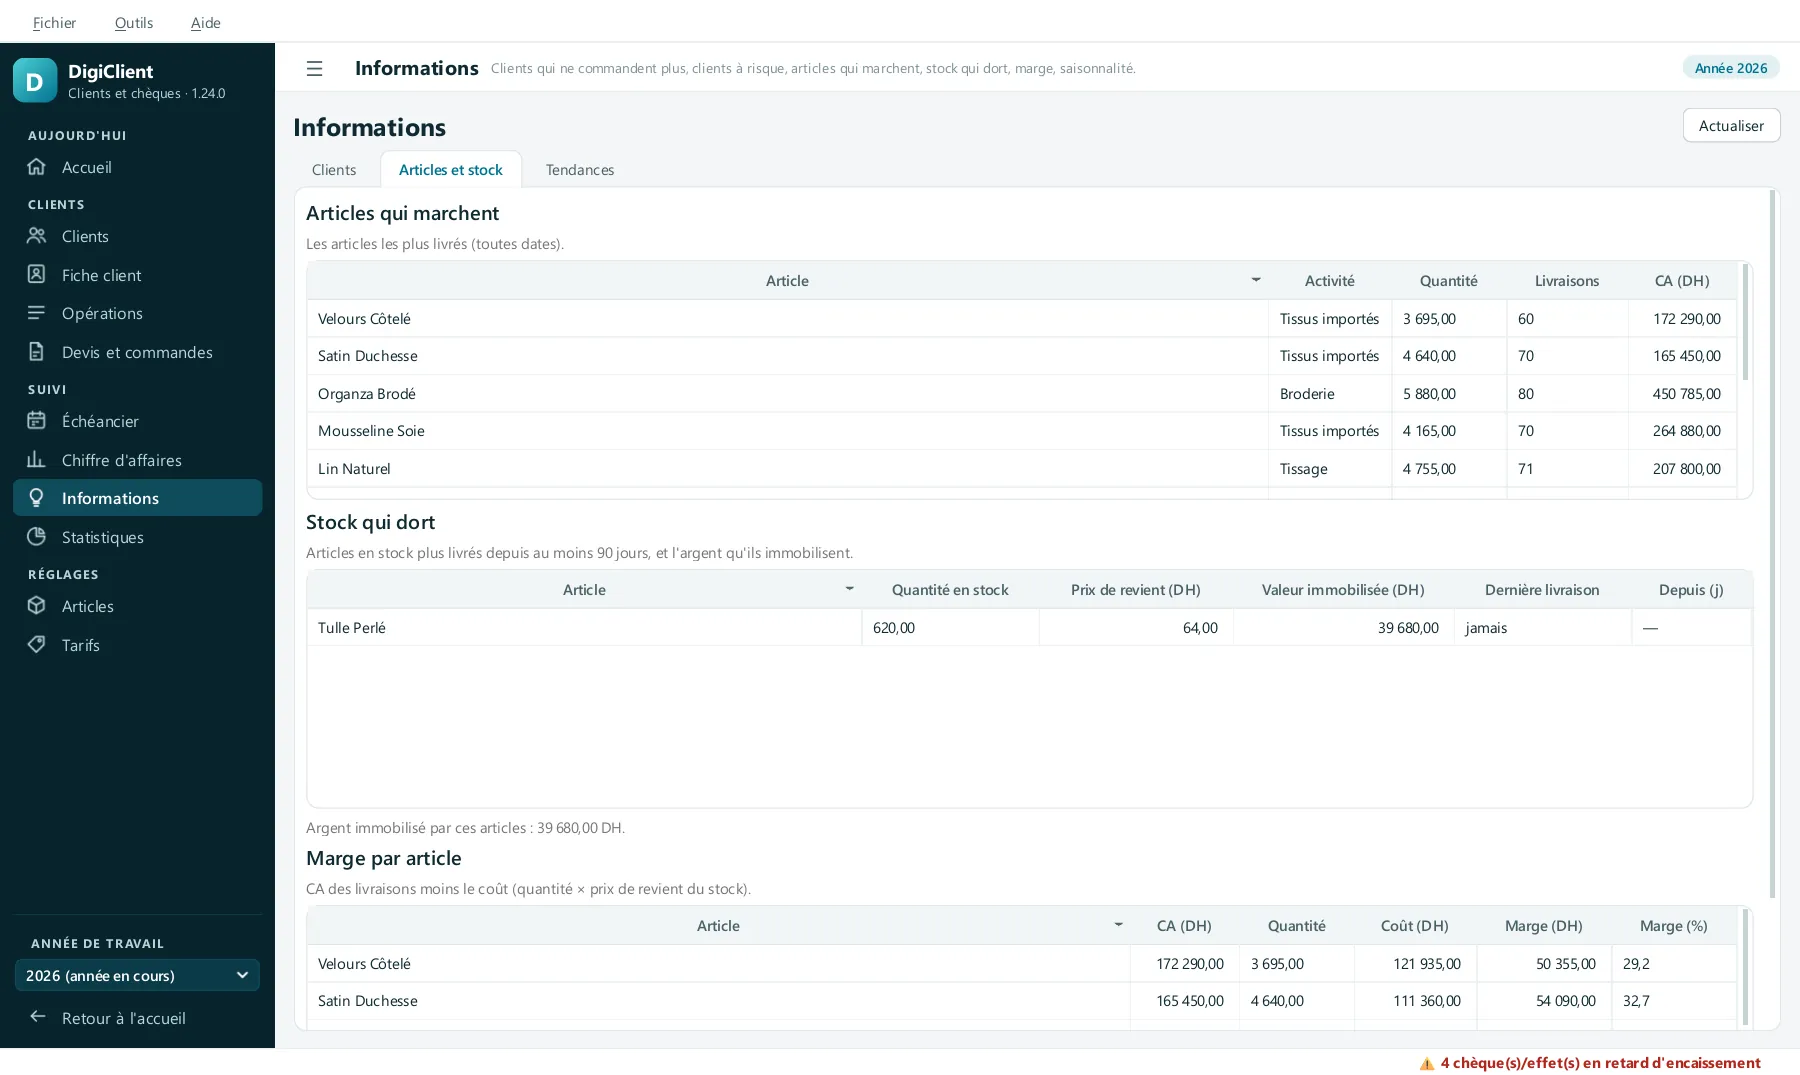 Fichier Outils Aide
D DigiClient
Clients et chèques · 1.24.0
AUJOURD'HUI
Accueil
CLIENTS
Clients
Fiche client
Opérations
Devis et commandes
SUIVI
Échéancier
Chiffre d'affaires
Informations
Statistiques
RÉGLAGES
Articles
Tarifs
ANNÉE DE TRAVAIL
2026 (année en cours)
Retour à l'accueil
Informations Clients qui ne commandent plus, clients à risque, articles qui marchent, stock qui dort, marge, saisonnalité. Année 2026
Informations Actualiser
Clients Articles et stock Tendances
Articles qui marchent
Les articles les plus livrés (toutes dates).
Article Activité Quantité Livraisons CA (DH)
Velours Côtelé Tissus importés 3 695,00 60 172 290,00
Satin Duchesse Tissus importés 4 640,00 70 165 450,00
Organza Brodé Broderie 5 880,00 80 450 785,00
Mousseline Soie Tissus importés 4 165,00 70 264 880,00
Lin Naturel Tissage 4 755,00 71 207 800,00
Stock qui dort
Articles en stock plus livrés depuis au moins 90 jours, et l'argent qu'ils immobilisent.
Article Quantité en stock Prix de revient (DH) Valeur immobilisée (DH) Dernière livraison Depuis (j)
Tulle Perlé 620,00 64,00 39 680,00 jamais —
Argent immobilisé par ces articles : 39 680,00 DH.
Marge par article
CA des livraisons moins le coût (quantité × prix de revient du stock).
Article CA (DH) Quantité Coût (DH) Marge (DH) Marge (%)
Velours Côtelé 172 290,00 3 695,00 121 935,00 50 355,00 29,2
Satin Duchesse 165 450,00 4 640,00 111 360,00 54 090,00 32,7
4 chèque(s)/effet(s) en retard d'encaissement